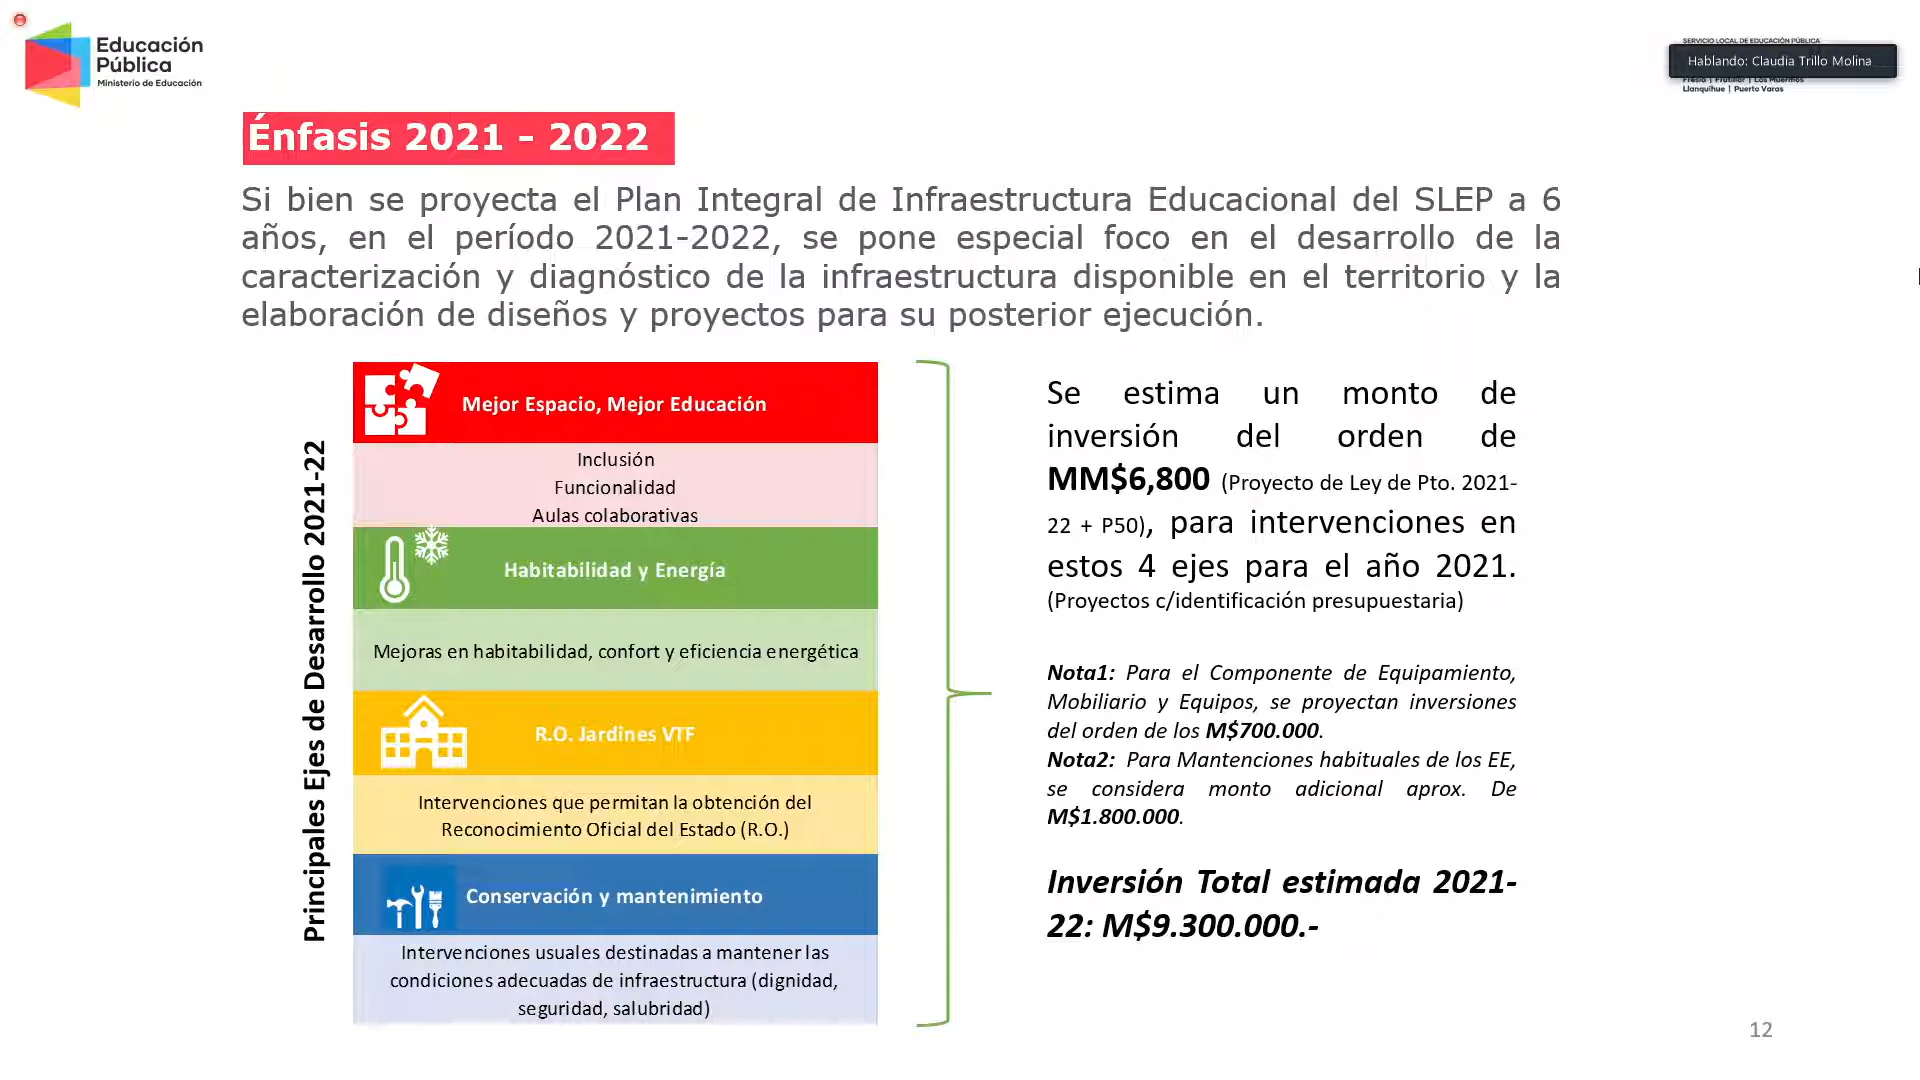 Educación
Pública
Ministerio de Educación
SERVICIO LOCAL DE EDUCACIÓN PÚBLICA
Hablando: Claudia Trillo Molina
Fresia | Frutillar | Los Muermos
Llanquihue | Puerto Varas
Énfasis 2021 - 2022
Si bien se proyecta el Plan Integral de Infraestructura Educacional del SLEP a 6
años, en el período 2021-2022, se pone especial foco en el desarrollo de la
caracterización y diagnóstico de la infraestructura disponible en el territorio y la
elaboración de diseños y proyectos para su posterior ejecución.
Principales Ejes de Desarrollo 2021-22
Mejor Espacio, Mejor Educación
Inclusión
Funcionalidad
Aulas colaborativas
Habitabilidad y Energía
Mejoras en habitabilidad, confort y eficiencia energética
R.O. Jardines VTF
Intervenciones que permitan la obtención del
Reconocimiento Oficial del Estado (R.O.)
Conservación y mantenimiento
Intervenciones usuales destinadas a mantener las
condiciones adecuadas de infraestructura (dignidad,
seguridad, salubridad)
Se estima un monto de
inversión del orden de
MM$6,800 (Proyecto de Ley de Pto. 2021-
22 + P50), para intervenciones en
estos 4 ejes para el año 2021.
(Proyectos c/identificación presupuestaria)
Nota1: Para el Componente de Equipamiento,
Mobiliario y Equipos, se proyectan inversiones
del orden de los M$700.000.
Nota2: Para Mantenciones habituales de los EE,
se considera monto adicional aprox. De
M$1.800.000.
Inversión Total estimada 2021-
22: M$9.300.000.-
12